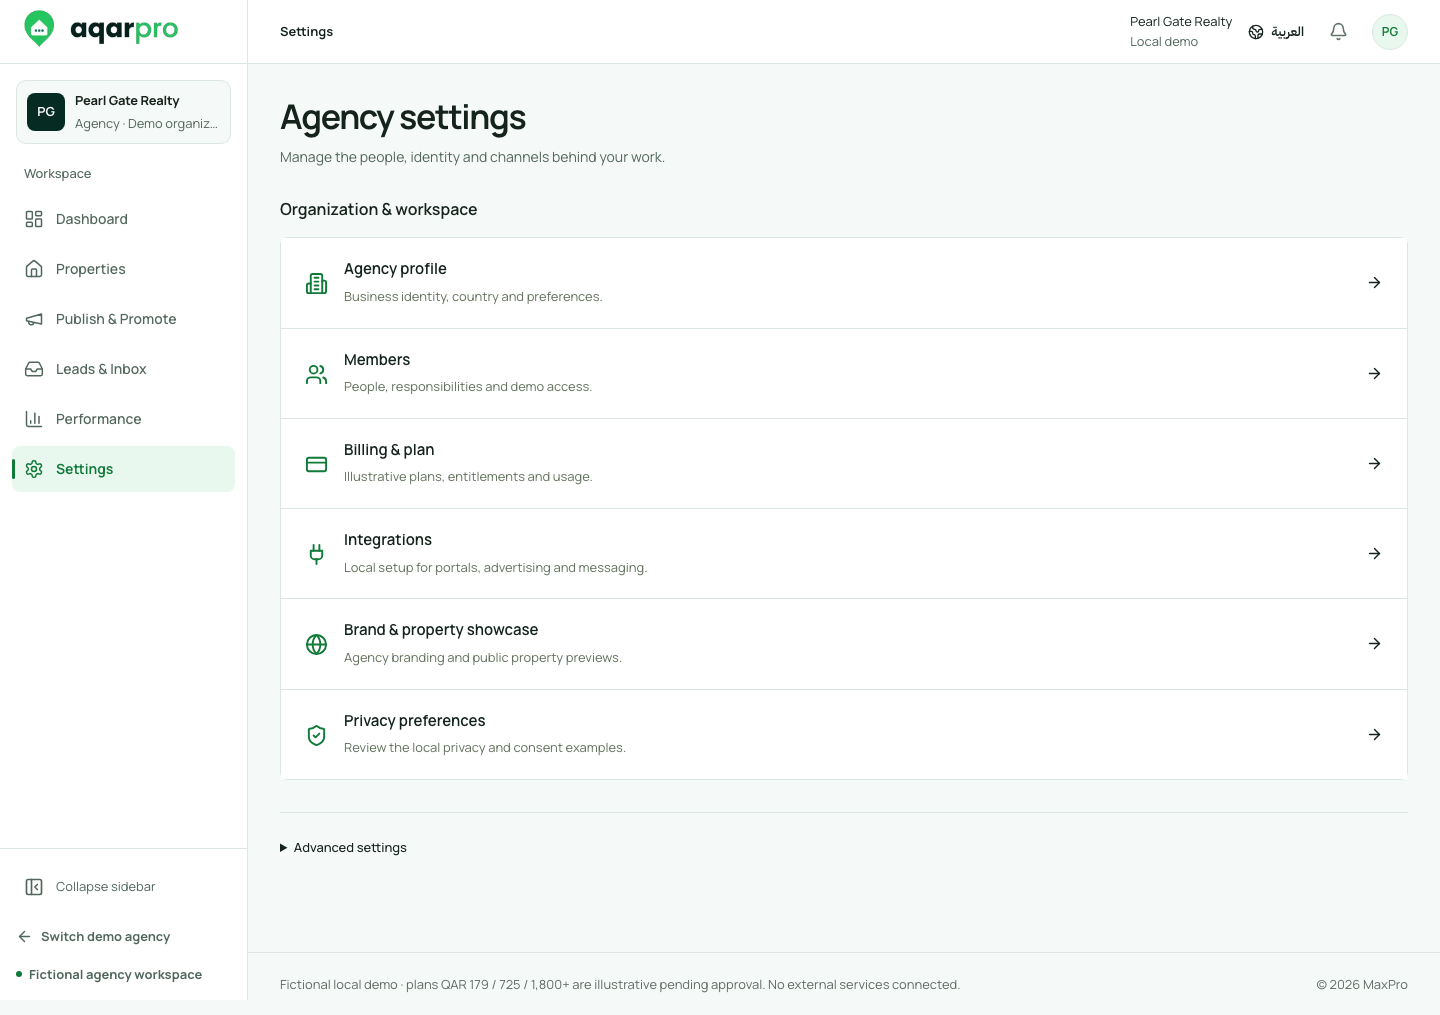 aqarpro
Settings
Pearl Gate Realty
Local demo
العربية
PG
PG
Pearl Gate Realty
Agency · Demo organiz...
Workspace
Dashboard
Properties
Publish & Promote
Leads & Inbox
Performance
Settings
Collapse sidebar
Switch demo agency
Fictional agency workspace
Agency settings
Manage the people, identity and channels behind your work.
Organization & workspace
Agency profile
Business identity, country and preferences.
Members
People, responsibilities and demo access.
Billing & plan
Illustrative plans, entitlements and usage.
Integrations
Local setup for portals, advertising and messaging.
Brand & property showcase
Agency branding and public property previews.
Privacy preferences
Review the local privacy and consent examples.
Advanced settings
Fictional local demo · plans QAR 179 / 725 / 1,800+ are illustrative pending approval. No external services connected.
© 2026 MaxPro